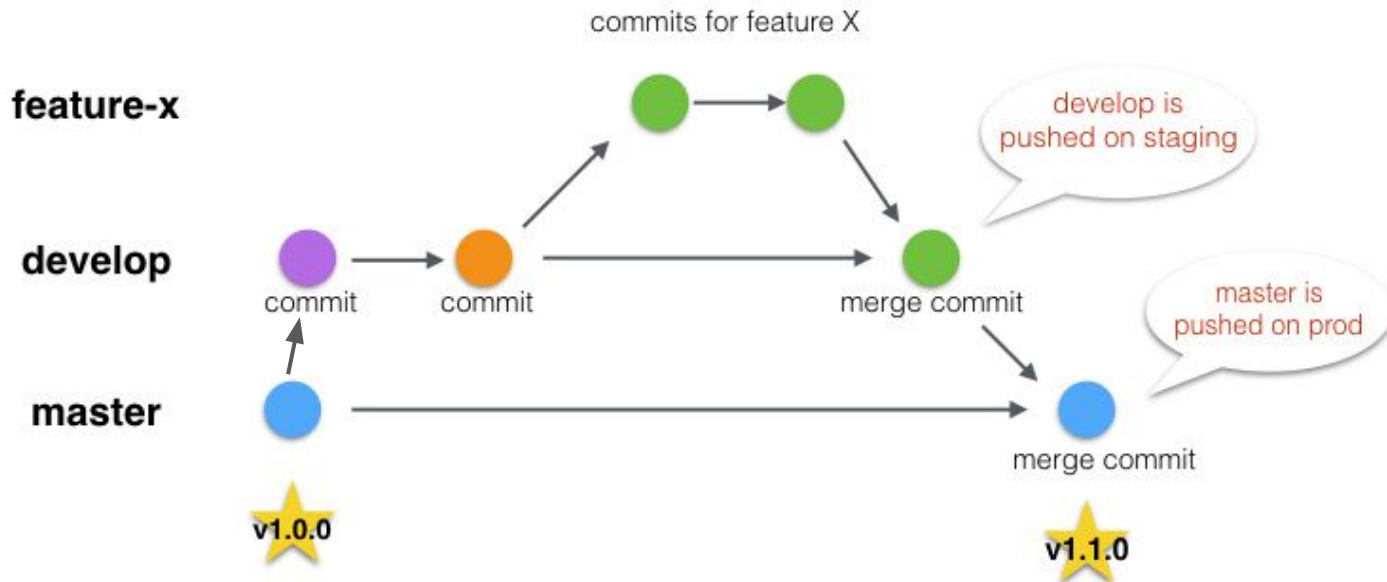 commits for feature X
feature-x
develop is
pushed on staging
develop
commit
commit
merge commit
master is
pushed on prod
master
merge commit
v1.0.0
v1.1.0